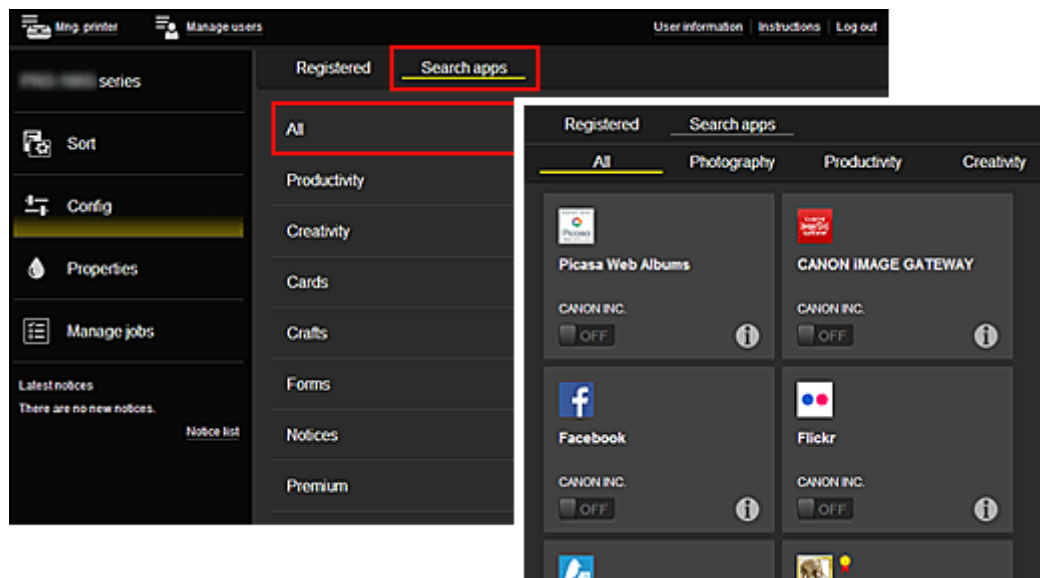 Mng. printer
Manage users
User information
Instructions
Log out
series
Sort
Config
Properties
Manage jobs
Latest notices
There are no new notices.
Notice list
Registered
Search apps
All
Productivity
Creativity
Cards
Crafts
Forms
Notices
Premium
Registered
Search apps
All
Photography
Productivity
Creativity
Picasa
Picasa Web Albums
CANON INC.
OFF
CANON iMAGE GATEWAY
CANON INC.
OFF
Facebook
CANON INC.
OFF
Flickr
CANON INC.
OFF